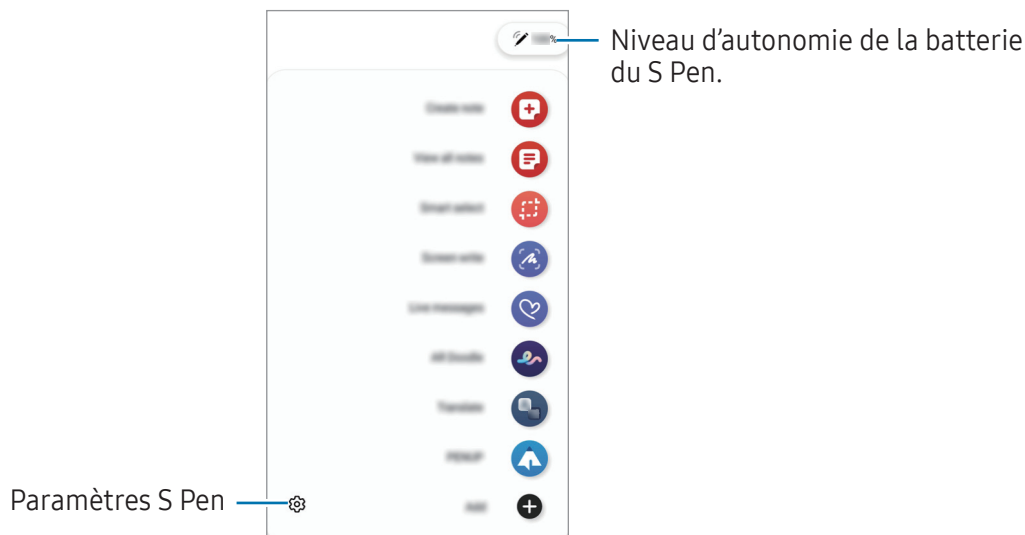 Niveau d'autonomie de la batterie
du S Pen.
Create note
View all notes
Smart select
Screen write
Live messages
AR Doodle
Translate
PENUP
Paramètres S Pen
Add